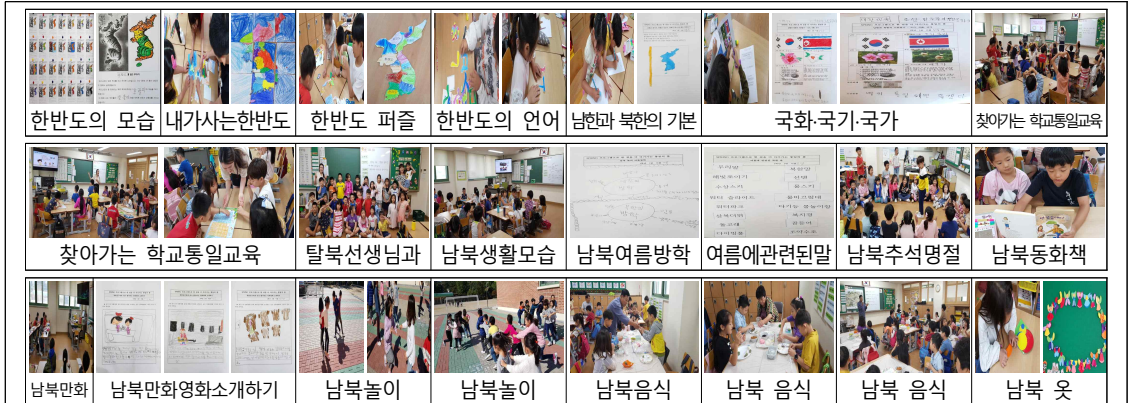 한반도의 모습 내가사는한반도 한반도 퍼즐 한반도의 언어 남한과 북한의 기본 국화·국기·국가 찾아가는 학교통일교육
찾아가는 학교통일교육 탈북선생님과 남북생활모습 남북여름방학 여름에관련된말 남북추석명절 남북동화책
남북만화 남북만화영화소개하기 남북놀이 남북놀이 남북음식 남북 음식 남북 음식 남북 옷